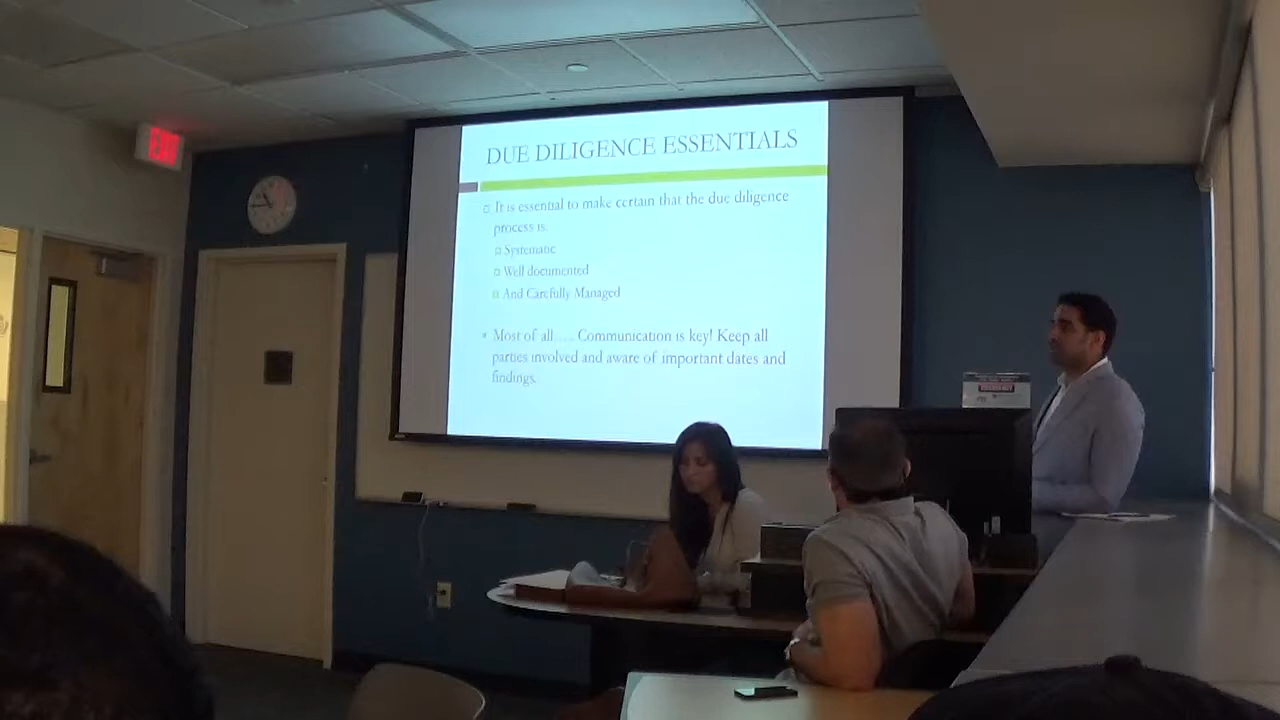 EXIT
DUE DILIGENCE ESSENTIALS
It is essential to make certain that the due diligence
process is:
Systematic
Well documented
And Carefully Managed
Most of all.... Communication is key! Keep all
parties involved and aware of important dates and
findings.